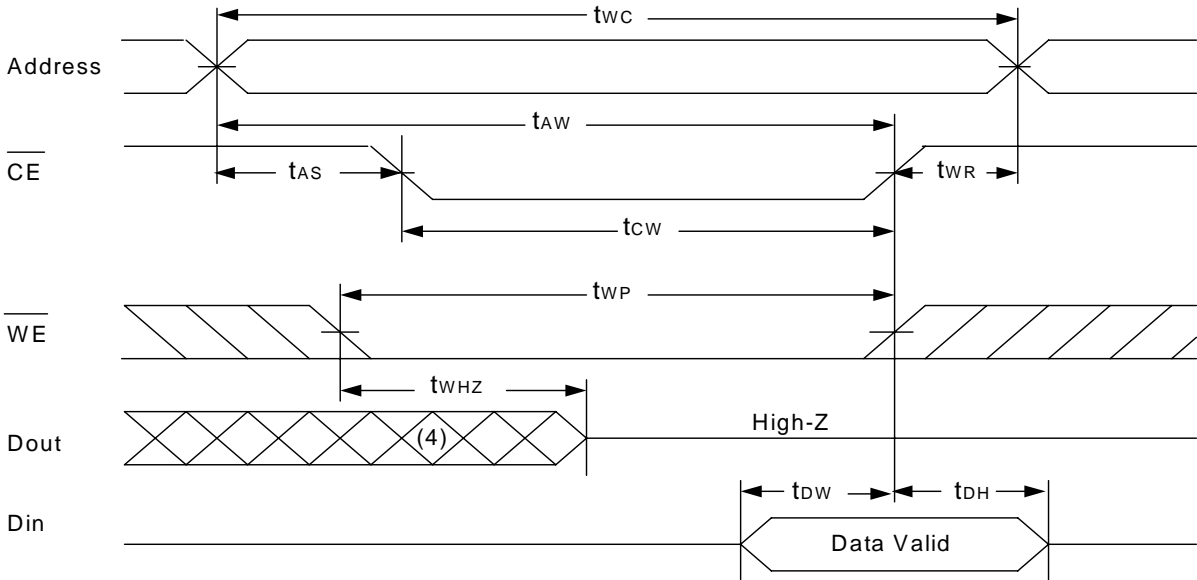 tWC
Address
tAW
CE
tAS
tWR
tCW
tWP
WE
tWHZ
Dout
(4)
High-Z
tDW
tDH
Din
Data Valid